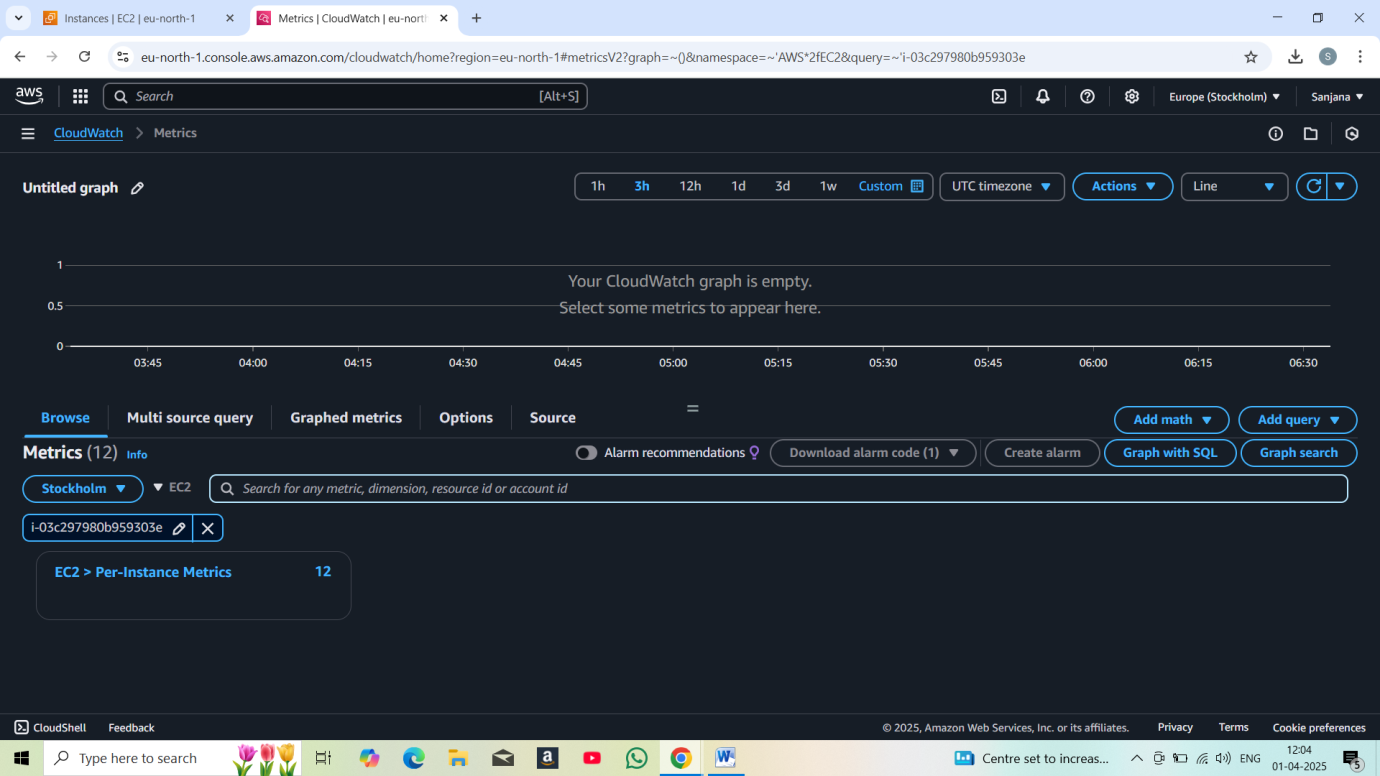 Instances | EC2 | eu-north-1
Metrics | CloudWatch | eu-nort
eu-north-1.console.aws.amazon.com/cloudwatch/home?region=eu-north-1#metricsV2?graph=~()&namespace=~'AWS*2fEC2&query=~'i-03c297980b959303e
S
aws
Search [Alt+S]
Europe (Stockholm)
Sanjana
CloudWatch > Metrics
Untitled graph
1h 3h 12h 1d 3d 1w Custom
UTC timezone
Actions
Line
1
Your CloudWatch graph is empty.
0.5
Select some metrics to appear here.
0
03:45 04:00 04:15 04:30 04:45 05:00 05:15 05:30 05:45 06:00 06:15 06:30
Browse Multi source query Graphed metrics Options Source
Add math
Add query
Metrics (12) Info
Alarm recommendations
Download alarm code (1)
Create alarm
Graph with SQL
Graph search
Stockholm
EC2
Search for any metric, dimension, resource id or account id
i-03c297980b959303e
EC2 > Per-Instance Metrics 12
CloudShell Feedback
© 2025, Amazon Web Services, Inc. or its affiliates. Privacy Terms Cookie preferences
Type here to search
Centre set to increas...
ENG
12:04
01-04-2025
5